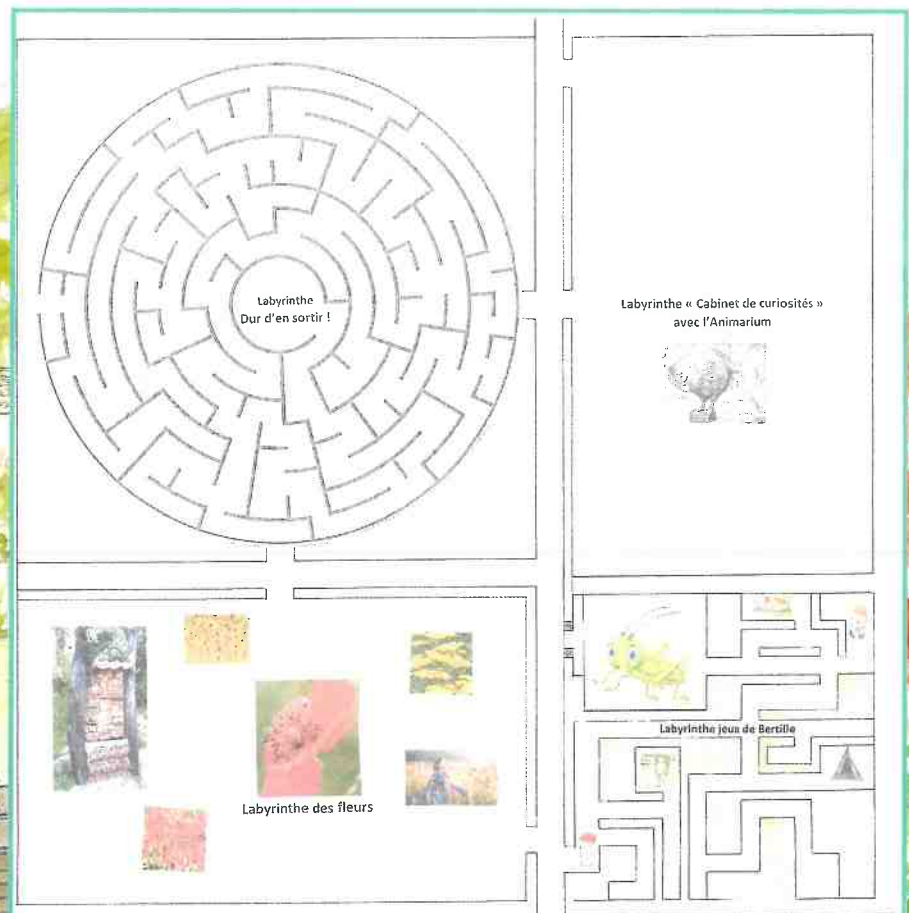 Labyrinthe
Dur d'en sortir !
Labyrinthe « Cabinet de curiosités »
avec l'Animarium
Labyrinthe jeux de Bertille
Labyrinthe des fleurs